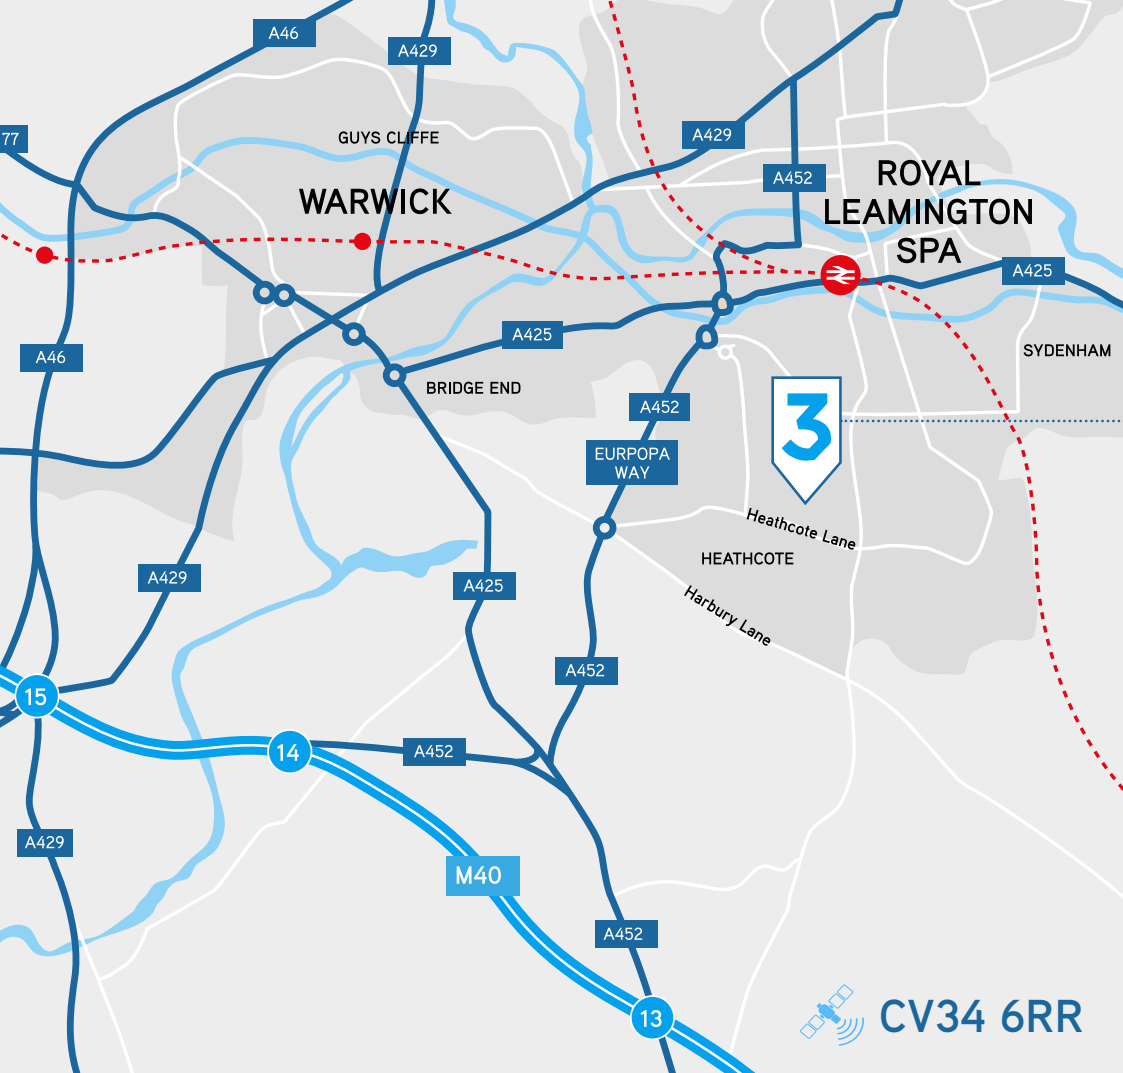 A46
A429
77
GUYS CLIFFE
A429
WARWICK
A452
ROYAL
LEAMINGTON
SPA
A425
A425
A46
SYDENHAM
BRIDGE END
A452
3
EURPOPA
WAY
Heathcote Lane
HEATHCOTE
A429
A425
Harbury Lane
A452
15
14
A452
A429
M40
A452
13
CV34 6RR